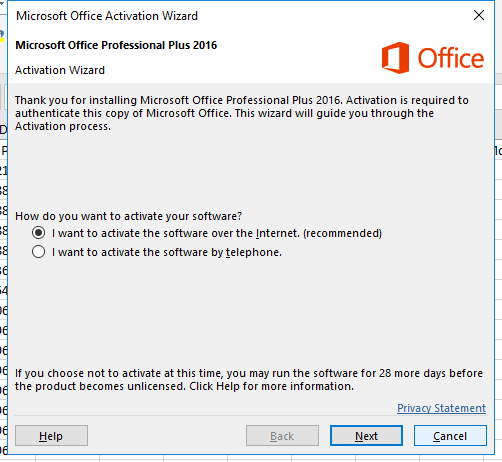 Microsoft Office Activation Wizard
Microsoft Office Professional Plus 2016
Activation Wizard
Office
Thank you for installing Microsoft Office Professional Plus 2016. Activation is required to
authenticate this copy of Microsoft Office. This wizard will guide you through the
Activation process.
How do you want to activate your software?
I want to activate the software over the Internet. (recommended)
I want to activate the software by telephone.
If you choose not to activate at this time, you may run the software for 28 more days before
the product becomes unlicensed. Click Help for more information.
Privacy Statement
Help
Back
Next
Cancel